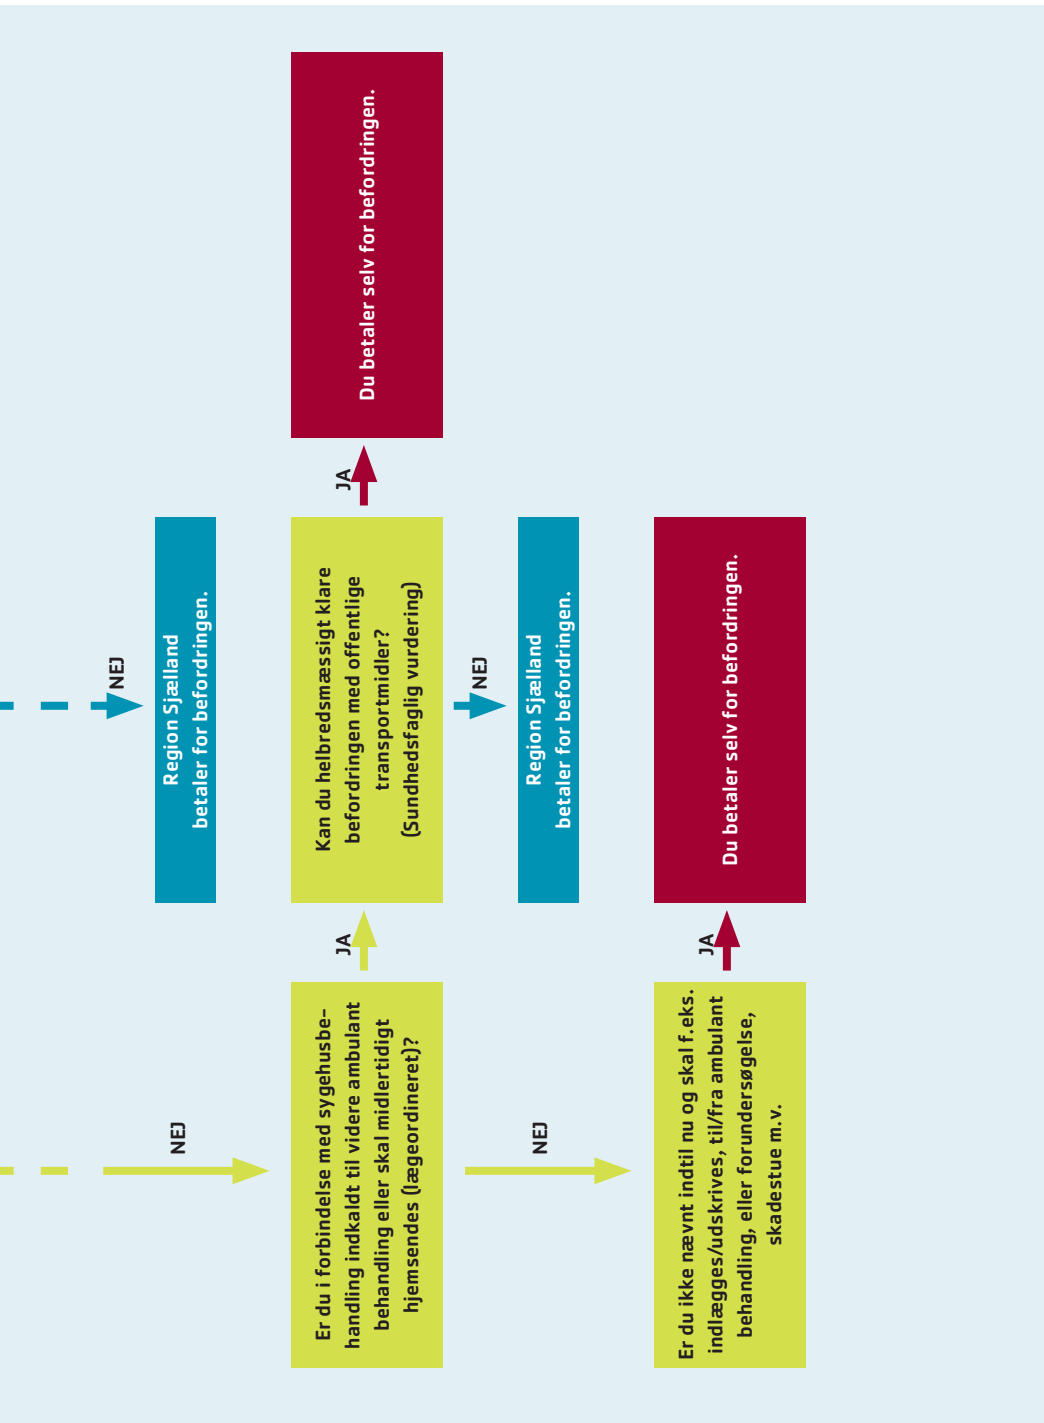 NEJ
NEJ
Region Sjælland
betaler for befordringen.
Er du i forbindelse med sygehusbe-
handling indkaldt til videre ambulant
behandling eller skal midlertidigt
hjemsendes (lægeordineret)?
JA
Kan du helbredsmæssigt klare
befordringen med offentlige
transportmidler?
(Sundhedsfaglig vurdering)
JA
Du betaler selv for befordringen.
NEJ
NEJ
Region Sjælland
betaler for befordringen.
Er du ikke nævnt indtil nu og skal f.eks.
indlægges/udskrives, til/fra ambulant
behandling, eller forundersøgelse,
skadestue m.v.
JA
Du betaler selv for befordringen.